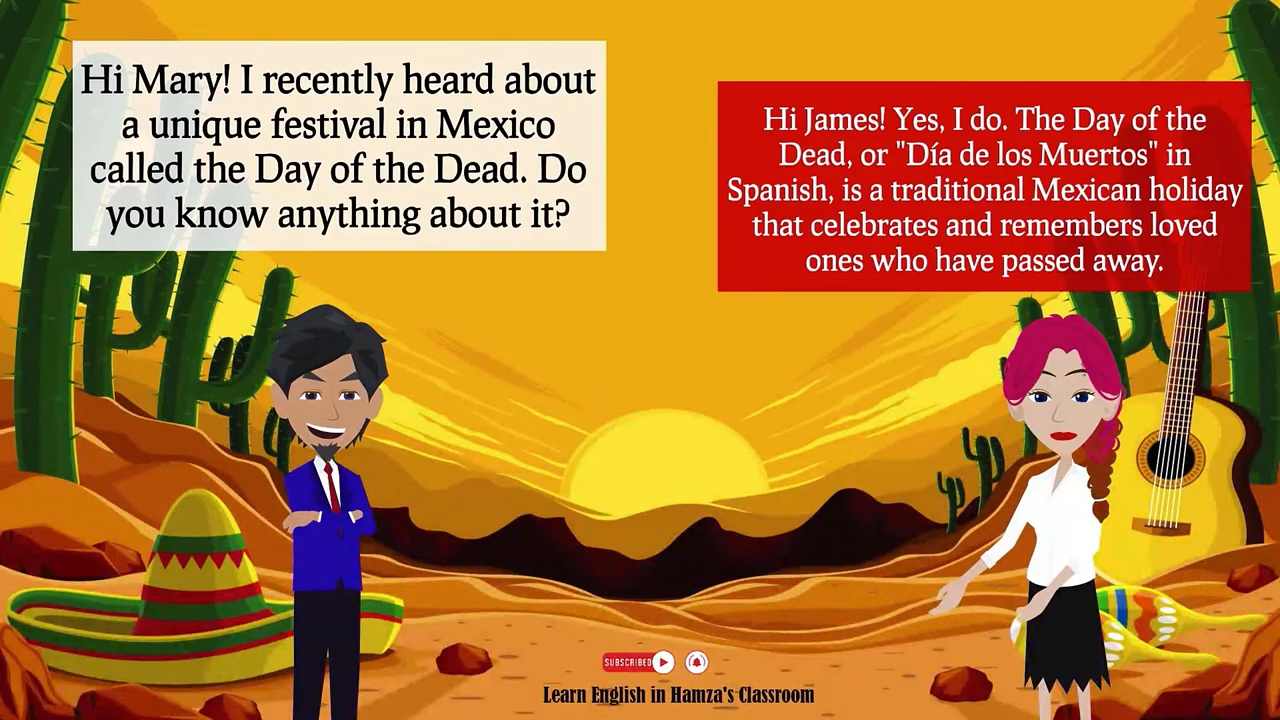 Hi Mary! I recently heard about
a unique festival in Mexico
called the Day of the Dead. Do
you know anything about it?
Hi James! Yes, I do. The Day of the
Dead, or "Día de los Muertos" in
Spanish, is a traditional Mexican holiday
that celebrates and remembers loved
ones who have passed away.
SUBSCRIBED
Learn English in Hamza's Classroom